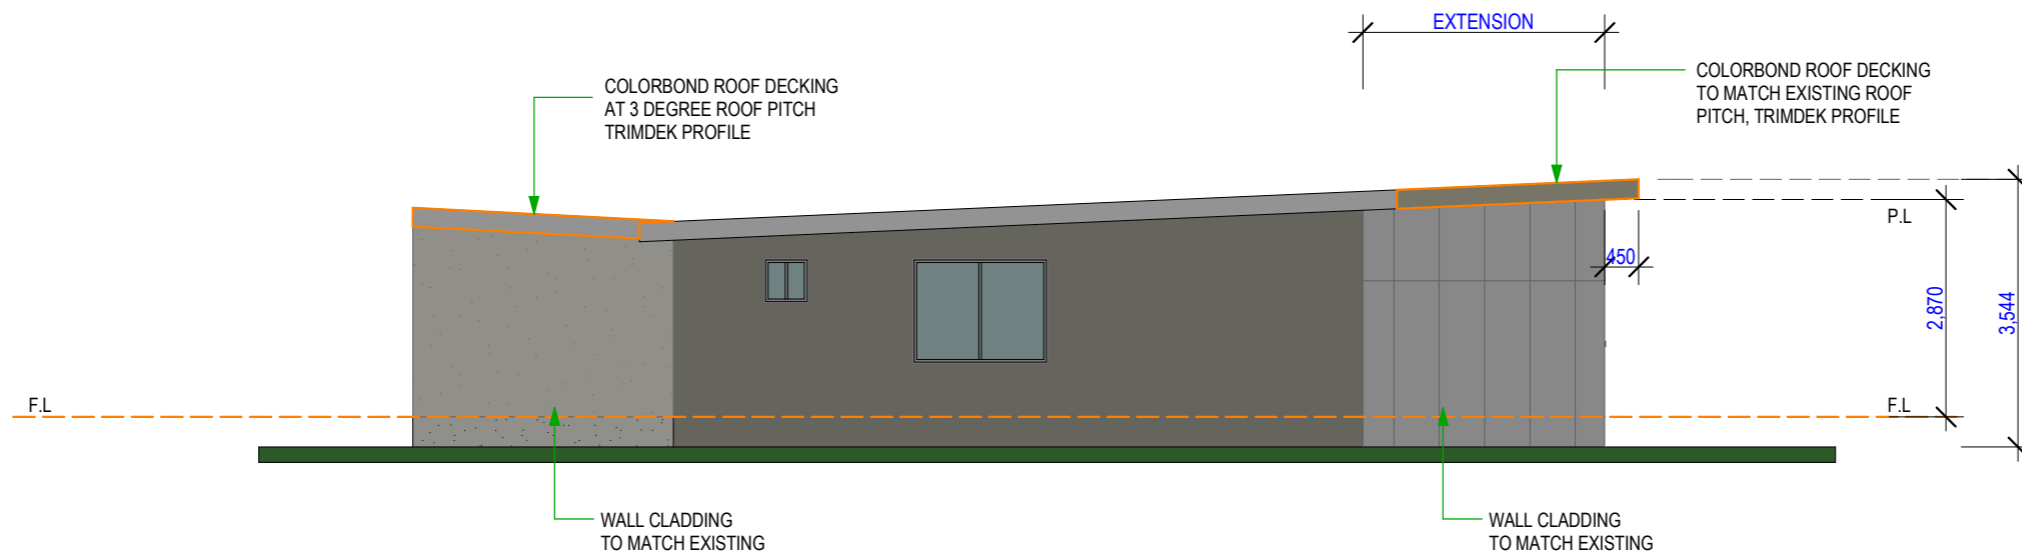 EXTENSION
COLORBOND ROOF DECKING
AT 3 DEGREE ROOF PITCH
TRIMDEK PROFILE
COLORBOND ROOF DECKING
TO MATCH EXISTING ROOF
PITCH, TRIMDEK PROFILE
P.L
450
2,870
3,544
F.L
F.L
WALL CLADDING
TO MATCH EXISTING
WALL CLADDING
TO MATCH EXISTING